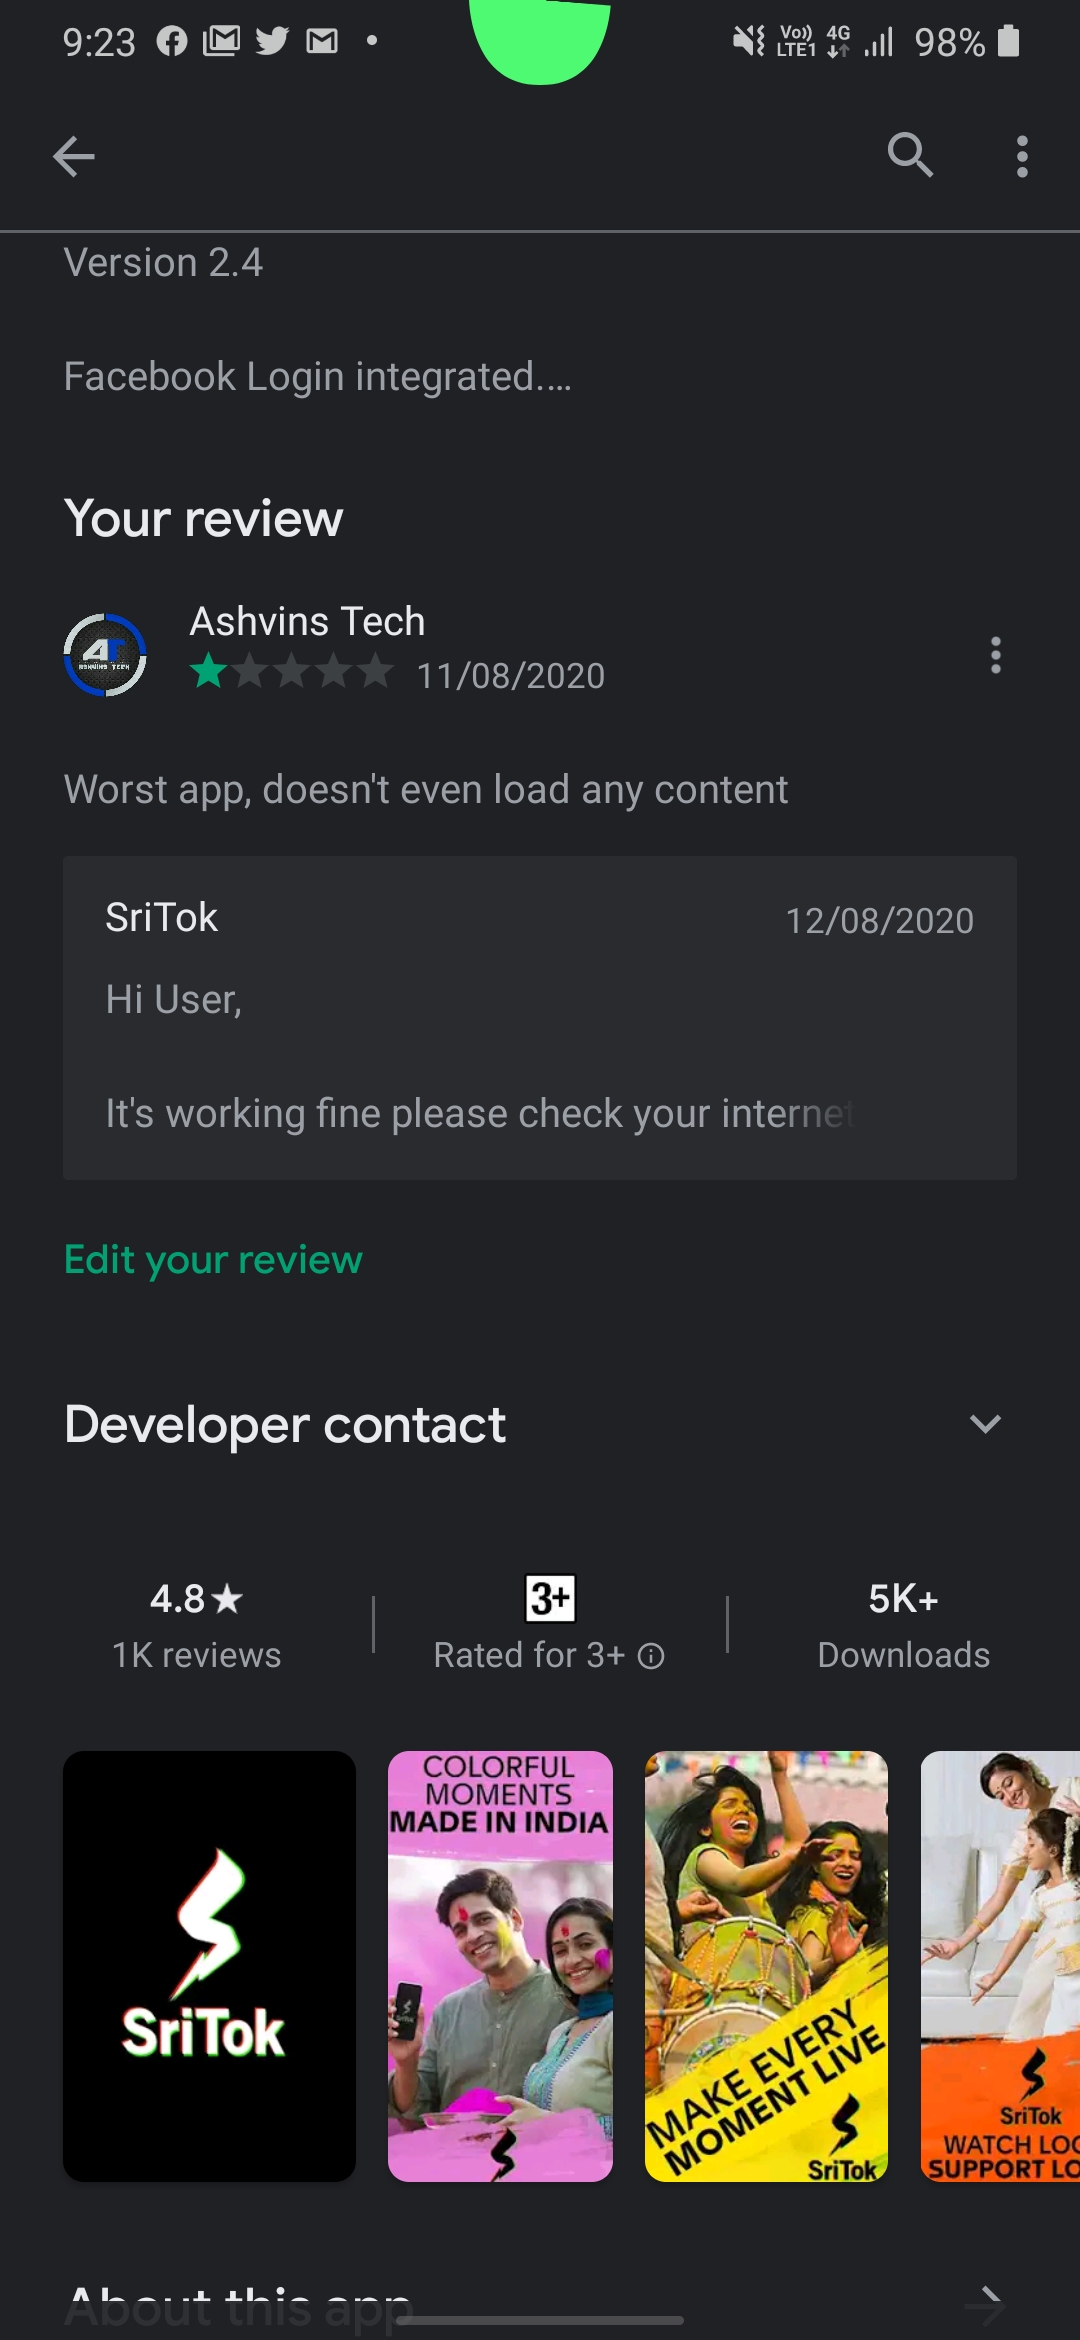 9:23
Vo)) LTE1 4G 98%
Version 2.4
Facebook Login integrated....
Your review
Ashvins Tech
11/08/2020
Worst app, doesn't even load any content
SriTok 12/08/2020
Hi User,
It's working fine please check your internet
Edit your review
Developer contact
4.8★ 3+ 5K+
1K reviews Rated for 3+ Downloads
SriTok
COLORFUL
MOMENTS
MADE IN INDIA
MAKE EVERY
MOMENT LIVE
SriTok
SriTok
WATCH LOC
SUPPORT LO
About this app